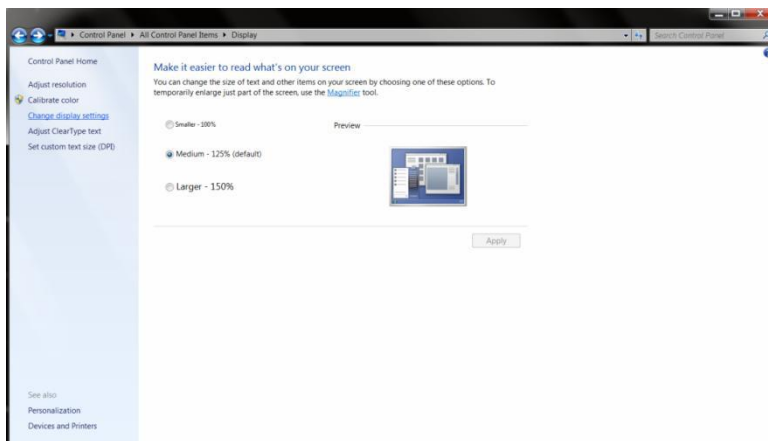 Control Panel ▸ All Control Panel Items ▸ Display
Search Control Panel
Control Panel Home
Adjust resolution
Calibrate color
Change display settings
Adjust ClearType text
Set custom text size (DPI)
Make it easier to read what's on your screen
You can change the size of text and other items on your screen by choosing one of these options. To
temporarily enlarge just part of the screen, use the Magnifier tool.
Smaller - 100%
Preview
Medium - 125% (default)
Larger - 150%
Apply
See also
Personalization
Devices and Printers